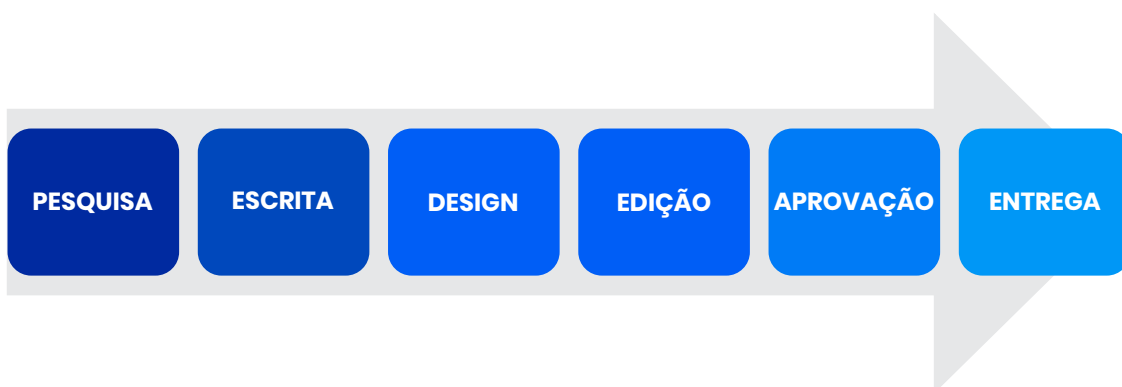 PESQUISA
ESCRITA
DESIGN
EDIÇÃO
APROVAÇÃO
ENTREGA